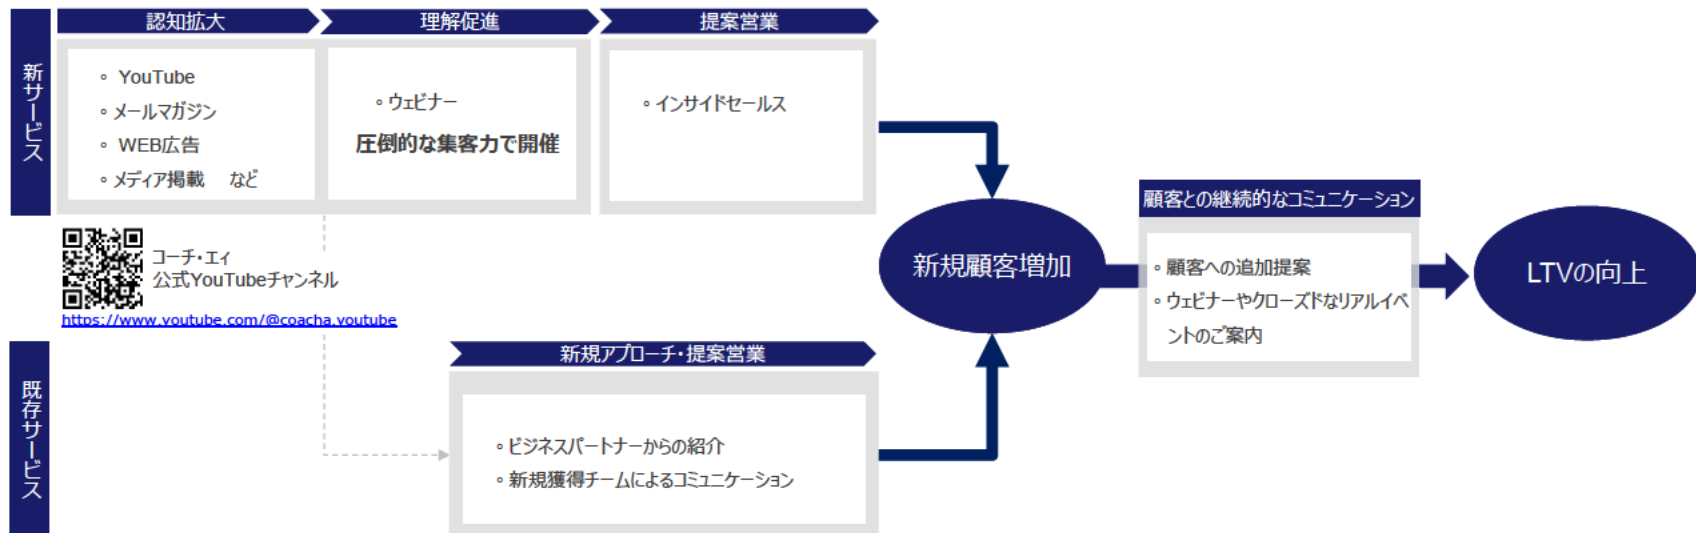 認知拡大
理解促進
提案営業
新サービス
◦ YouTube
◦ メールマガジン
◦ WEB広告
◦ メディア掲載 など
◦ ウェビナー
圧倒的な集客力で開催
◦ インサイドセールス
コーチ・エィ
公式YouTubeチャンネル
https://www.youtube.com/@coacha.youtube
既存サービス
新規アプローチ・提案営業
◦ ビジネスパートナーからの紹介
◦ 新規獲得チームによるコミュニケーション
新規顧客増加
顧客との継続的なコミュニケーション
◦ 顧客への追加提案
◦ ウェビナーやクローズドなリアルイベ
ントのご案内
LTVの向上